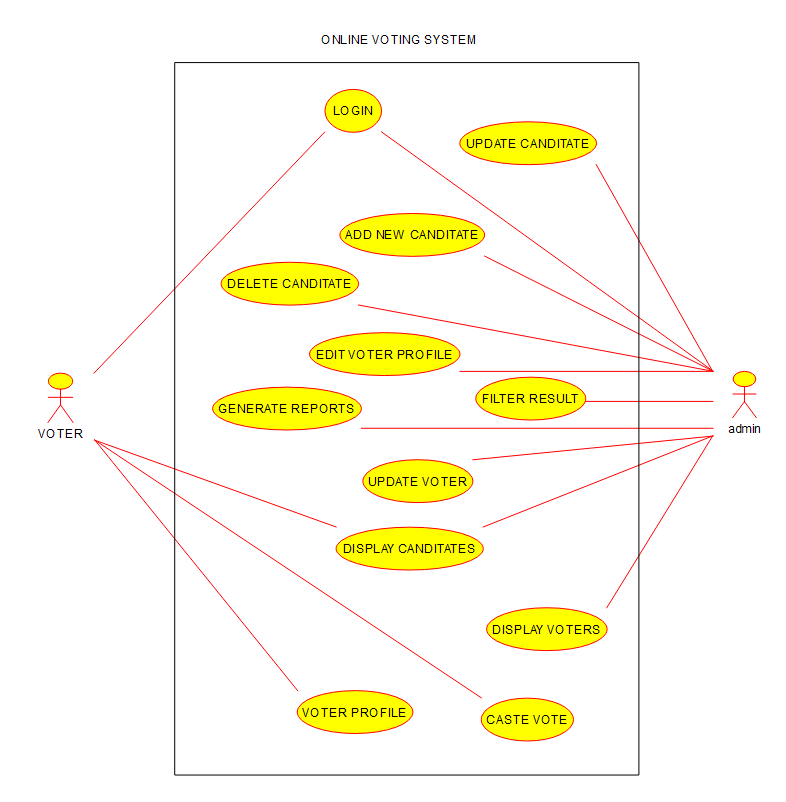 ONLINE VOTING SYSTEM
LOGIN
UPDATE CANDITATE
ADD NEW CANDITATE
DELETE CANDITATE
EDIT VOTER PROFILE
FILTER RESULT
GENERATE REPORTS
VOTER
admin
UPDATE VOTER
DISPLAY CANDITATES
DISPLAY VOTERS
VOTER PROFILE
CASTE VOTE